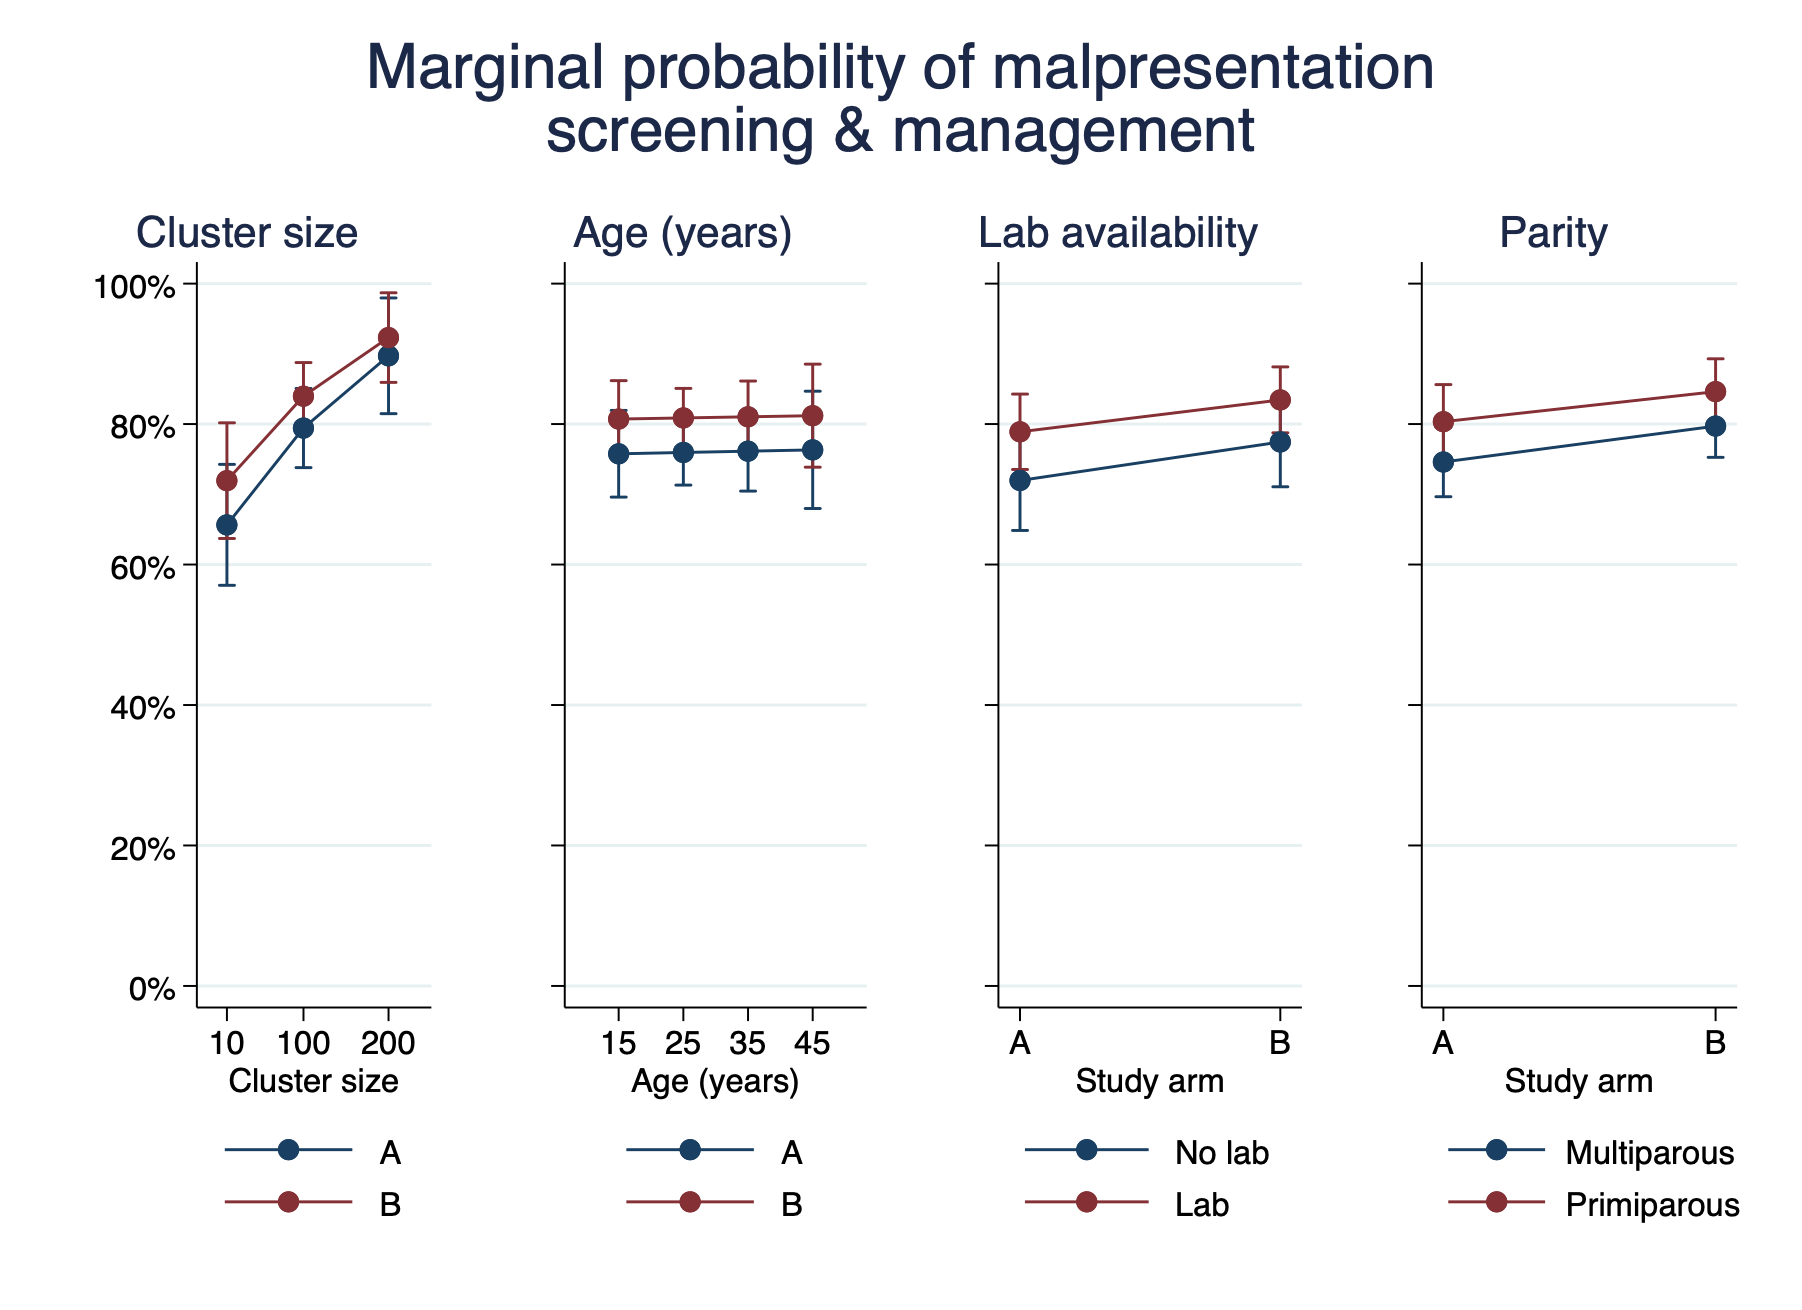 Marginal probability of malpresentation
screening & management
Cluster size
Age (years)
Lab availability
Parity
100%
80%
60%
40%
20%
0%
10 100 200
Cluster size
A
B
15 25 35 45
Age (years)
A
B
A B
Study arm
No lab
Lab
A B
Study arm
Multiparous
Primiparous